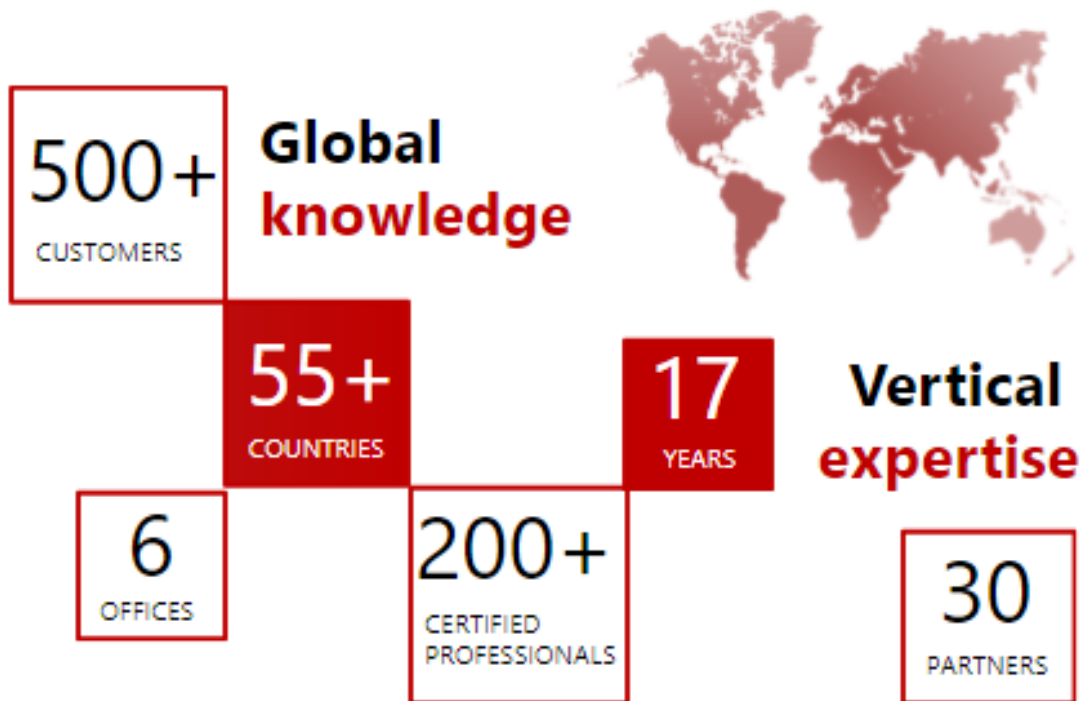 500+
CUSTOMERS
Global
knowledge
55+
COUNTRIES
17
YEARS
Vertical
expertise
6
OFFICES
200+
CERTIFIED
PROFESSIONALS
30
PARTNERS